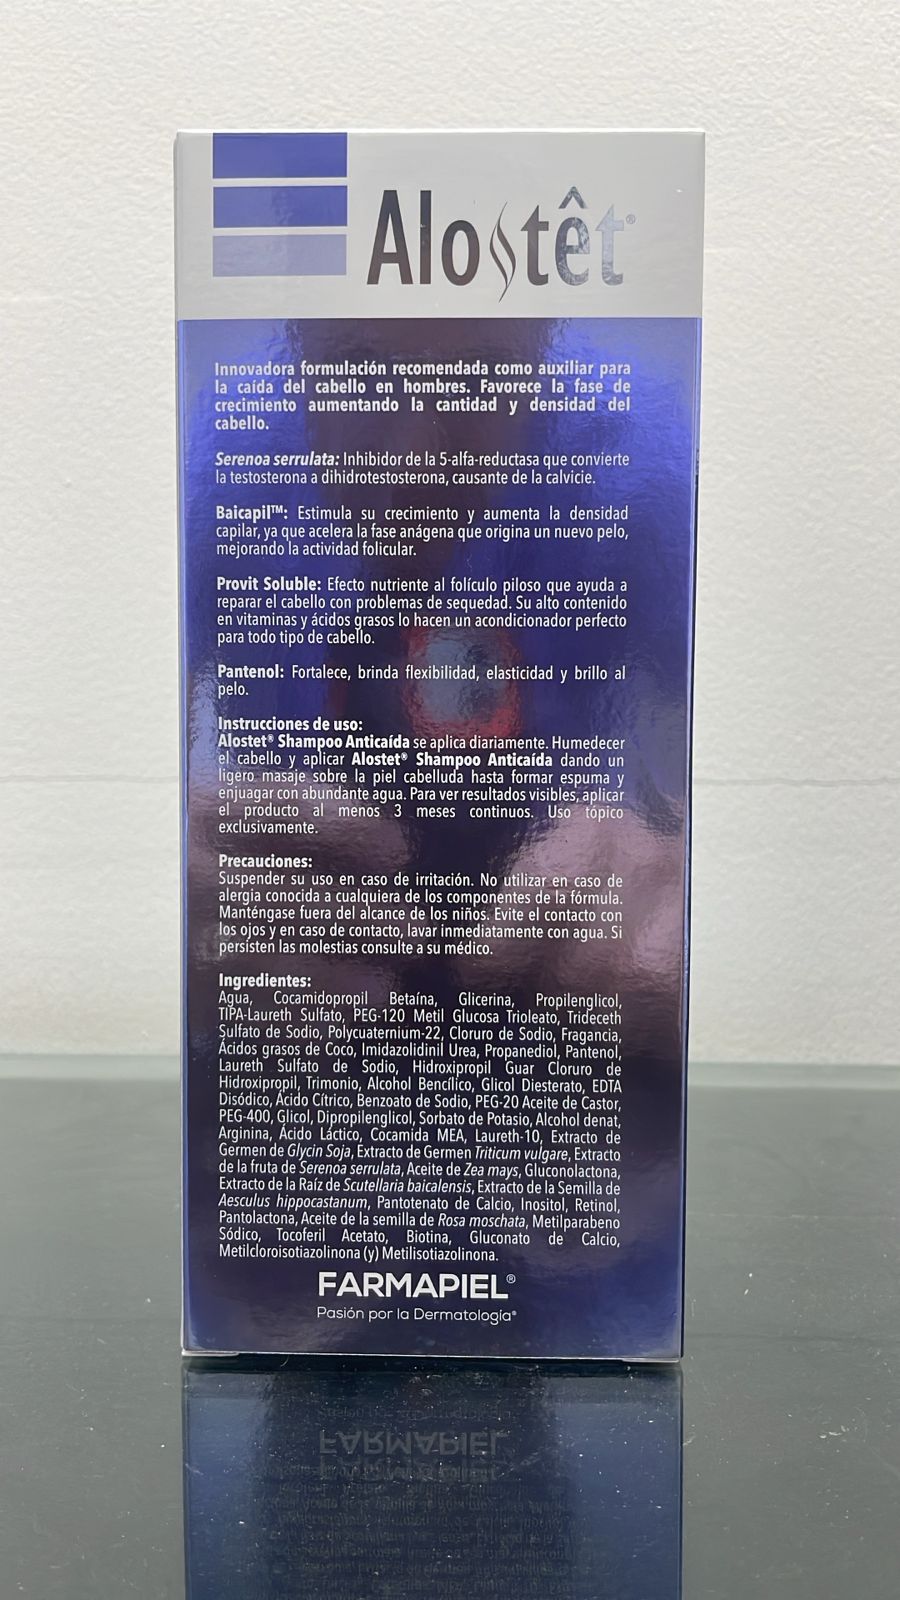 Alostêt®
Innovadora formulación recomendada como auxiliar para
la caída del cabello en hombres. Favorece la fase de
crecimiento aumentando la cantidad y densidad del
cabello.
Serenoa serrulata: Inhibidor de la 5-alfa-reductasa que convierte
la testosterona a dihidrotestosterona, causante de la calvicie.
Baicapil™: Estimula su crecimiento y aumenta la densidad
capilar, ya que acelera la fase anágena que origina un nuevo pelo,
mejorando la actividad folicular.
Provit Soluble: Efecto nutriente al folículo piloso que ayuda a
reparar el cabello con problemas de sequedad. Su alto contenido
en vitaminas y ácidos grasos lo hacen un acondicionador perfecto
para todo tipo de cabello.
Pantenol: Fortalece, brinda flexibilidad, elasticidad y brillo al
pelo.
Instrucciones de uso:
Alostet® Shampoo Anticaída se aplica diariamente. Humedecer
el cabello y aplicar Alostet® Shampoo Anticaída dando un
ligero masaje sobre la piel cabelluda hasta formar espuma y
enjuagar con abundante agua. Para ver resultados visibles, aplicar
el producto al menos 3 meses continuos. Uso tópico
exclusivamente.
Precauciones:
Suspender su uso en caso de irritación. No utilizar en caso de
alergia conocida a cualquiera de los componentes de la fórmula.
Manténgase fuera del alcance de los niños. Evite el contacto con
los ojos y en caso de contacto, lavar inmediatamente con agua. Si
persisten las molestias consulte a su médico.
Ingredientes:
Agua, Cocamidopropil Betaína, Glicerina, Propilenglicol,
TIPA-Laureth Sulfato, PEG-120 Metil Glucosa Trioleato, Trideceth
Sulfato de Sodio, Polycuaternium-22, Cloruro de Sodio, Fragancia,
Ácidos grasos de Coco, Imidazolidinil Urea, Propanediol, Pantenol,
Laureth Sulfato de Sodio, Hidroxipropil Guar Cloruro de
Hidroxipropil, Trimonio, Alcohol Bencílico, Glicol Diesterato, EDTA
Disódico, Ácido Cítrico, Benzoato de Sodio, PEG-20 Aceite de Castor,
PEG-400, Glicol, Dipropilenglicol, Sorbato de Potasio, Alcohol denat,
Arginina, Ácido Láctico, Cocamida MEA, Laureth-10, Extracto de
Germen de Glycin Soja, Extracto de Germen Triticum vulgare, Extracto
de la fruta de Serenoa serrulata, Aceite de Zea mays, Gluconolactona,
Extracto de la Raíz de Scutellaria baicalensis, Extracto de la Semilla de
Aesculus hippocastanum, Pantotenato de Calcio, Inositol, Retinol,
Pantolactona, Aceite de la semilla de Rosa moschata, Metilparabeno
Sódico, Tocoferil Acetato, Biotina, Gluconato de Calcio,
Metilcloroisotiazolinona (y) Metilisotiazolinona.
FARMAPIEL®
Pasión por la Dermatología®